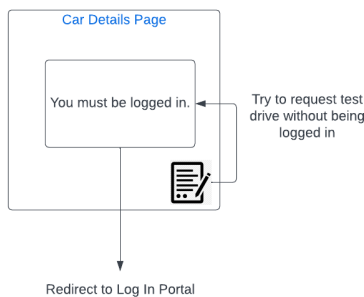 Car Details Page
You must be logged in.
Try to request test
drive without being
logged in
Redirect to Log In Portal